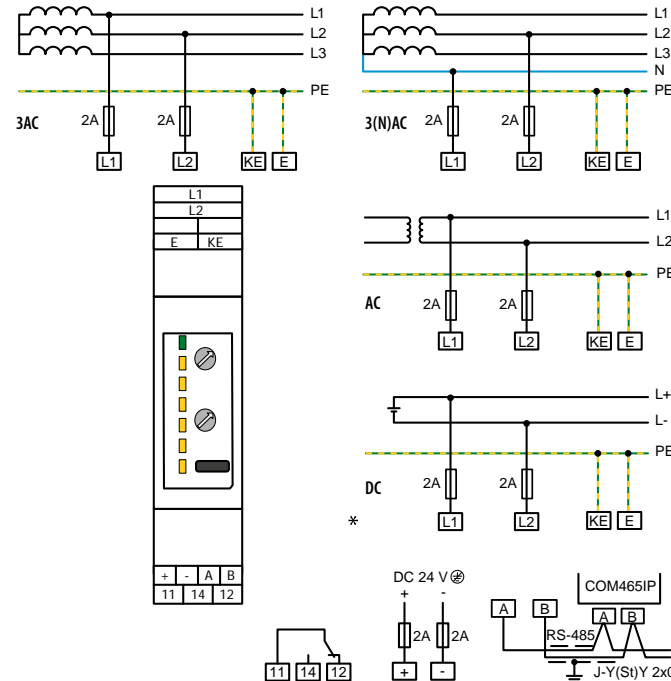 L1
L2
L3
PE
3AC
2A
2A
L1
L2
KE
E
L1
L2
L3
N
PE
3(N)AC
2A
2A
L1
L2
KE
E
L1
L2
E KE
+ - A B
11 14 12
L1
L2
PE
AC
2A
2A
L1
L2
KE
E
L+
L-
PE
DC
2A
2A
*
L1
L2
KE
E
11 14 12
DC 24 V
+ -
2A 2A
+ -
A B
COM465IP
A B
RS-485
J-Y(St)Y